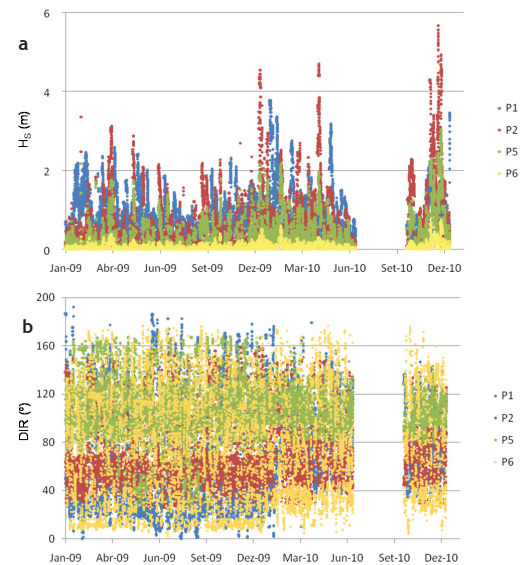 a
6
4
2
0
H_S (m)
Jan-09 Abr-09 Jun-09 Set-09 Dez-09 Mar-10 Jun-10 Set-10 Dez-10
P1
P2
P5
P6
b
200
160
120
80
40
0
DIR (º)
Jan-09 Abr-09 Jun-09 Set-09 Dez-09 Mar-10 Jun-10 Set-10 Dez-10
P1
P2
P5
P6